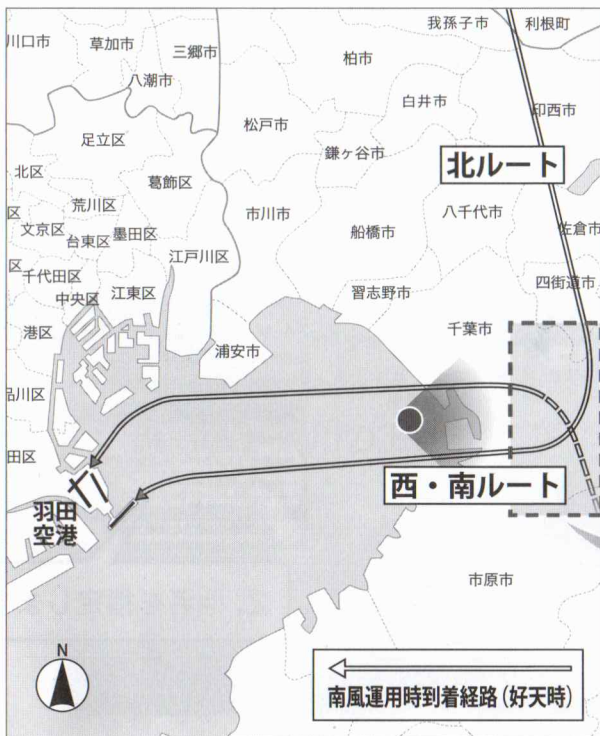 我孫子市 利根町
川口市 草加市 三郷市 柏市
八潮市 白井市 印西市
足立区 松戸市
鎌ヶ谷市
北区 葛飾区 北ルート
荒川区 市川市 船橋市 八千代市
区 文京区 台東区 墨田区 江戸川区 佐倉市
区 千代田区 江東区 習志野市 四街道市
中央区
港区 浦安市 千葉市
品川区
田区 西・南ルート
羽田
空港
市原市
N
南風運用時到着経路(好天時)